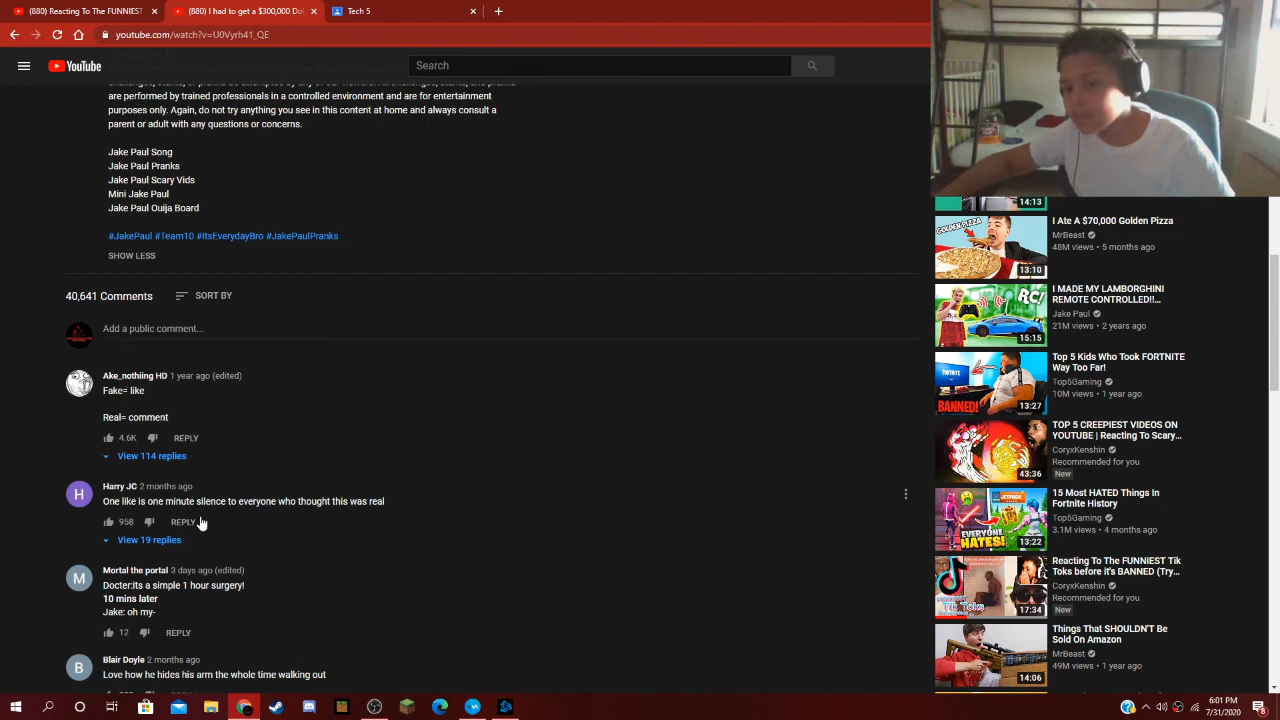 (880) Reacting To The FUNNIEST
(880) I had to get a $300,000 Dol
Tech 5
youtube.com/watch?v=U0Vyrh41_QE
YouTube
Search
are performed by trained professionals in a controlled environment and are for entertainment
purposes only. Again, do not try anything you see in this content at home and always consult a
parent or adult with any questions or concerns.
Jake Paul Song
Jake Paul Pranks
Jake Paul Scary Vids
Mini Jake Paul
Jake Paul Ouija Board
#JakePaul #Team10 #ItsEverydayBro #JakePaulPranks
SHOW LESS
40,641 Comments
SORT BY
Add a public comment...
Ake_nothiing HD 1 year ago (edited)
Fake= like
Real= comment
4.6K REPLY
View 114 replies
H
Harry JC 2 months ago
One like is one minute silence to everyone who thought this was real
958 REPLY
View 19 replies
M
Mortal the portal 3 days ago (edited)
Docter:its a simple 1 hour surgery!
10 mins later
Jake: oh my-
12 REPLY
B
Blair Doyle 2 months ago
Love how he hides his arm the whole time walking out
14:13
GOLDEN PIZZA
13:10
I Ate A $70,000 Golden Pizza
MrBeast
48M views • 5 months ago
RC!
15:15
I MADE MY LAMBORGHINI
REMOTE CONTROLLED!!...
Jake Paul
21M views • 2 years ago
FORTNITE
BANNED!
13:27
Top 5 Kids Who Took FORTNITE
Way Too Far!
Top5Gaming
10M views • 1 year ago
43:36
TOP 5 CREEPIEST VIDEOS ON
YOUTUBE | Reacting To Scary...
CoryxKenshin
Recommended for you
New
JETPACK
EVERYONE
HATES!
13:22
15 Most HATED Things In
Fortnite History
Top5Gaming
3.1M views • 4 months ago
Tik Toks
17:34
Reacting To The FUNNIEST Tik
Toks before it's BANNED (Try...
CoryxKenshin
Recommended for you
New
14:06
Things That SHOULDN'T Be
Sold On Amazon
MrBeast
49M views • 1 year ago
6:01 PM
7/31/2020
8